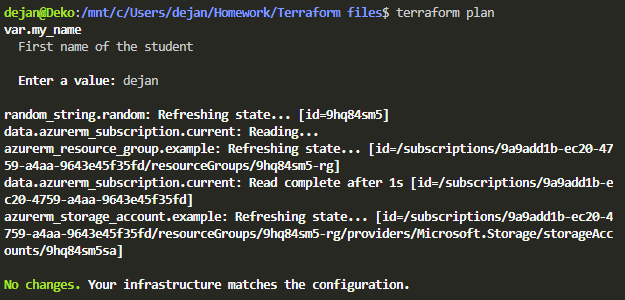 dejan@Deko:/mnt/c/Users/dejan/Homework/Terraform files$ terraform plan
var.my_name
  First name of the student

  Enter a value: dejan

random_string.random: Refreshing state... [id=9hq84sm5]
data.azurerm_subscription.current: Reading...
azurerm_resource_group.example: Refreshing state... [id=/subscriptions/9a9add1b-ec20-47
59-a4aa-9643e45f35fd/resourceGroups/9hq84sm5-rg]
data.azurerm_subscription.current: Read complete after 1s [id=/subscriptions/9a9add1b-e
c20-4759-a4aa-9643e45f35fd]
azurerm_storage_account.example: Refreshing state... [id=/subscriptions/9a9add1b-ec20-4
759-a4aa-9643e45f35fd/resourceGroups/9hq84sm5-rg/providers/Microsoft.Storage/storageAcc
ounts/9hq84sm5sa]

No changes. Your infrastructure matches the configuration.